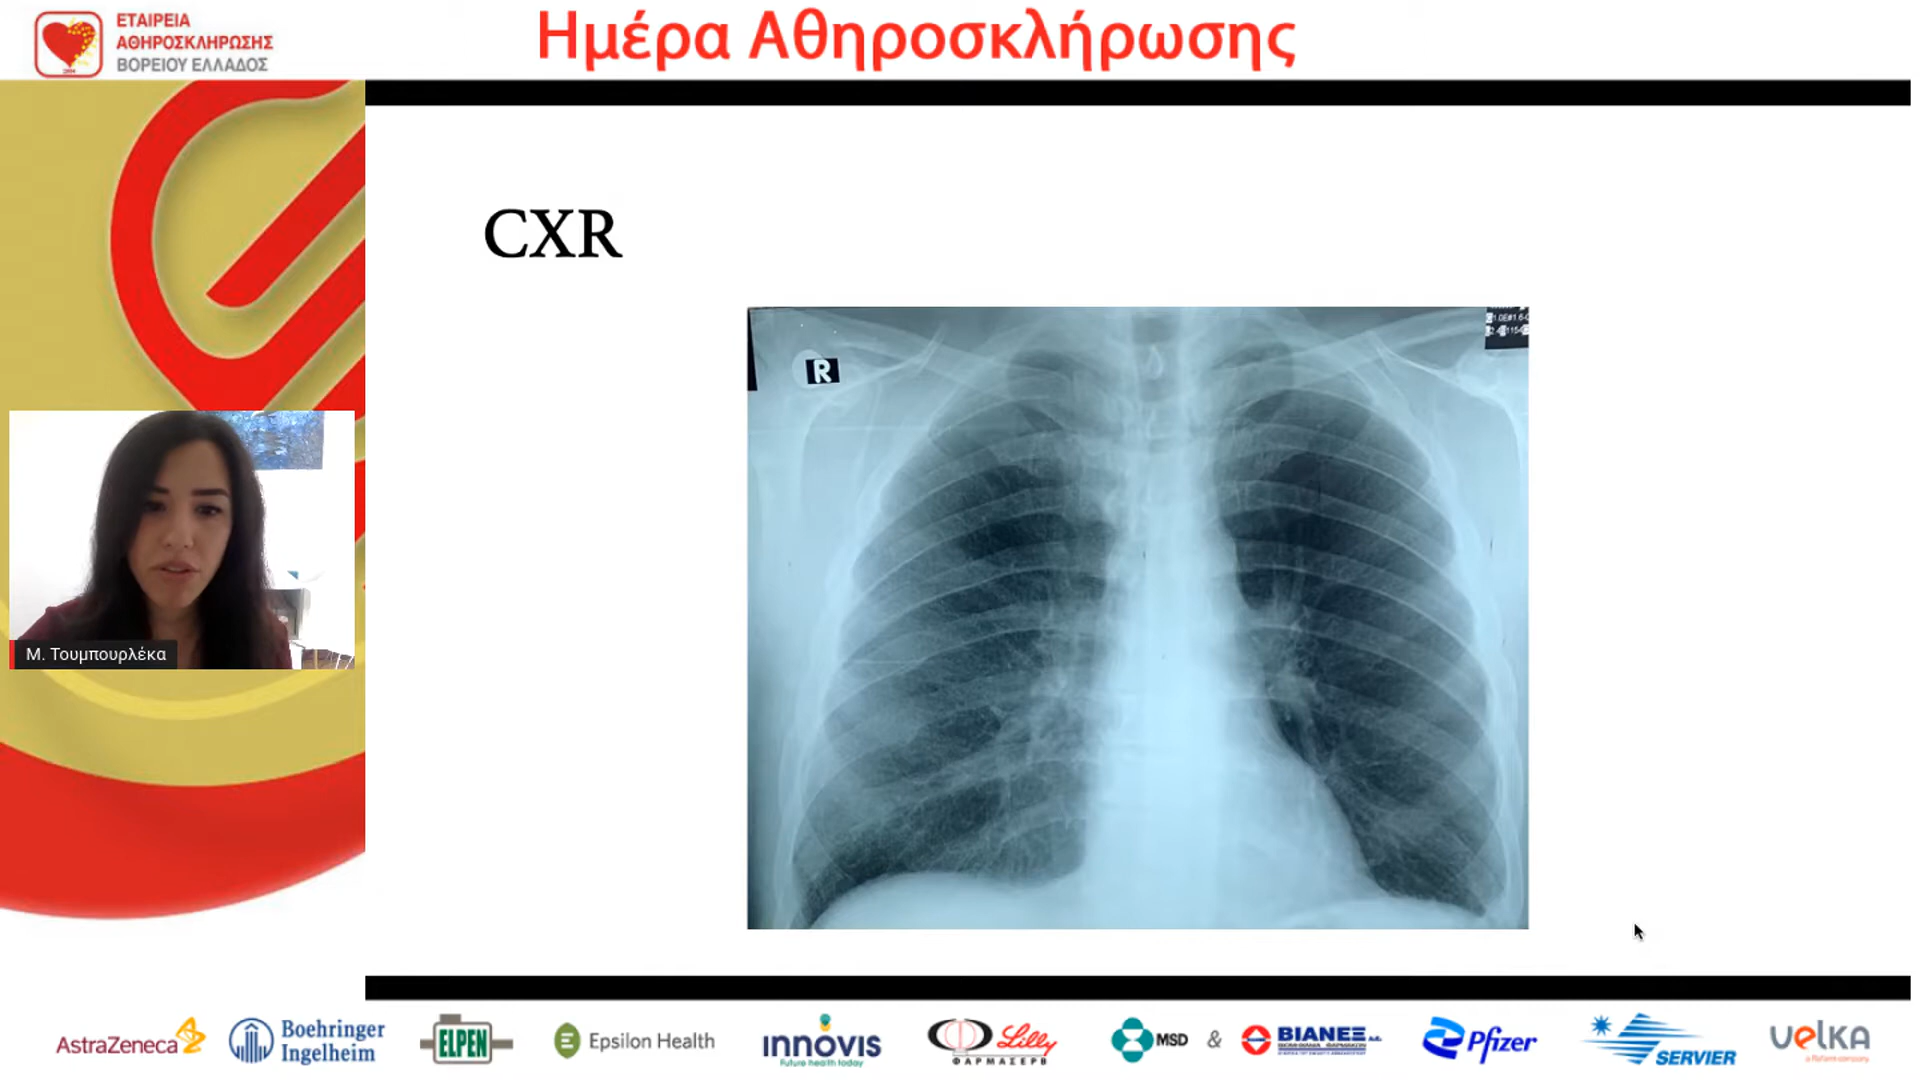 ΕΤΑΙΡΕΙΑ
ΑΘΗΡΟΣΚΛΗΡΩΣΗΣ
ΒΟΡΕΙΟΥ ΕΛΛΑΔΟΣ
Ημέρα Αθηροσκλήρωσης
CXR
R
Μ. Τουμπουρλέκα
AstraZeneca
Boehringer
Ingelheim
ELPEN
Epsilon Health
innovis
Future health today
Lilly
ΦΑΡΜΑΣΕΡΒ
MSD & ΒΙΑΝΕΞ
Pfizer
SERVIER
velka